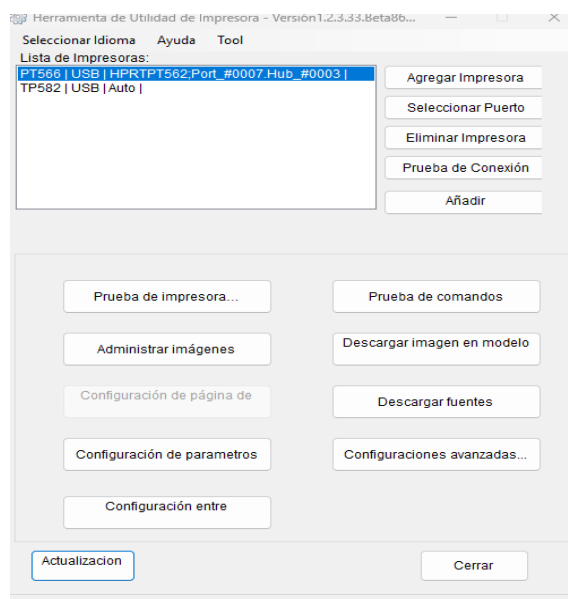 Herramienta de Utilidad de Impresora - Versión1.2.3.33.Beta86...
Seleccionar Idioma Ayuda Tool
Lista de Impresoras:
PT566 | USB | HPRTPT562;Port_#0007.Hub_#0003 |
TP582 | USB | Auto |
Agregar Impresora
Seleccionar Puerto
Eliminar Impresora
Prueba de Conexión
Añadir
Prueba de impresora...
Prueba de comandos
Administrar imágenes
Descargar imagen en modelo
Configuración de página de
Descargar fuentes
Configuración de parametros
Configuraciones avanzadas...
Configuración entre
Actualizacion
Cerrar